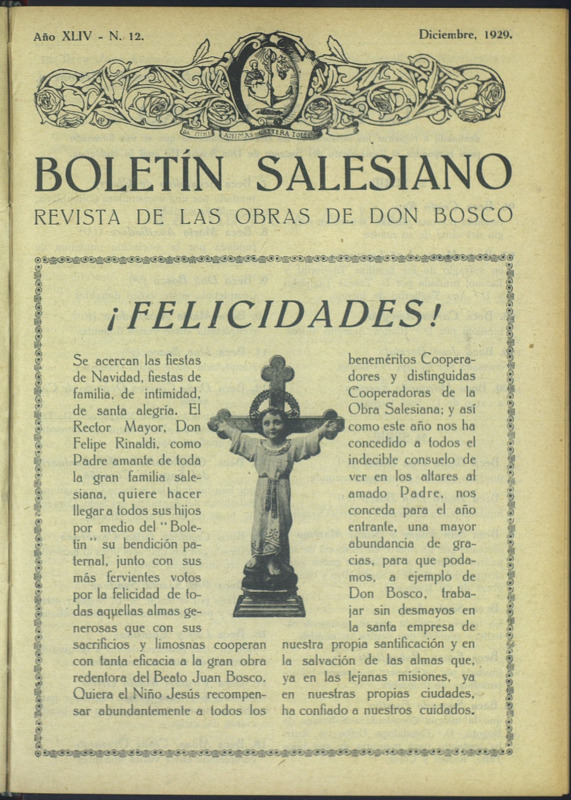 Año XLIV - N. 12.
Diciembre, 1929.
DA MIHI ANIMAS CÆTERA TOLLE
BOLETÍN SALESIANO
REVISTA DE LAS OBRAS DE DON BOSCO
¡FELICIDADES!
Se acercan las fiestas
de Navidad, fiestas de
familia, de intimidad,
de santa alegría. El
Rector Mayor, Don
Felipe Rinaldi, como
Padre amante de toda
la gran familia sale-
siana, quiere hacer
llegar a todos sus hijos
por medio del "Bole-
tín" su bendición pa-
ternal, junto con sus
más fervientes votos
por la felicidad de to-
das aquellas almas ge-
nerosas que con sus
sacrificios y limosnas cooperan
con tanta eficacia a la gran obra
redentora del Beato Juan Bosco.
Quiera el Niño Jesús recompen-
sar abundantemente a todos los
beneméritos Coopera-
dores y distinguidas
Cooperadoras de la
Obra Salesiana; y así
como este año nos ha
concedido a todos el
indecible consuelo de
ver en los altares al
amado Padre, nos
conceda para el año
entrante, una mayor
abundancia de gra-
cias, para que poda-
mos, a ejemplo de
Don Bosco, traba-
jar sin desmayos en
la santa empresa de
nuestra propia santificación y en
la salvación de las almas que,
ya en las lejanas misiones, ya
en nuestras propias ciudades,
ha confiado a nuestros cuidados.